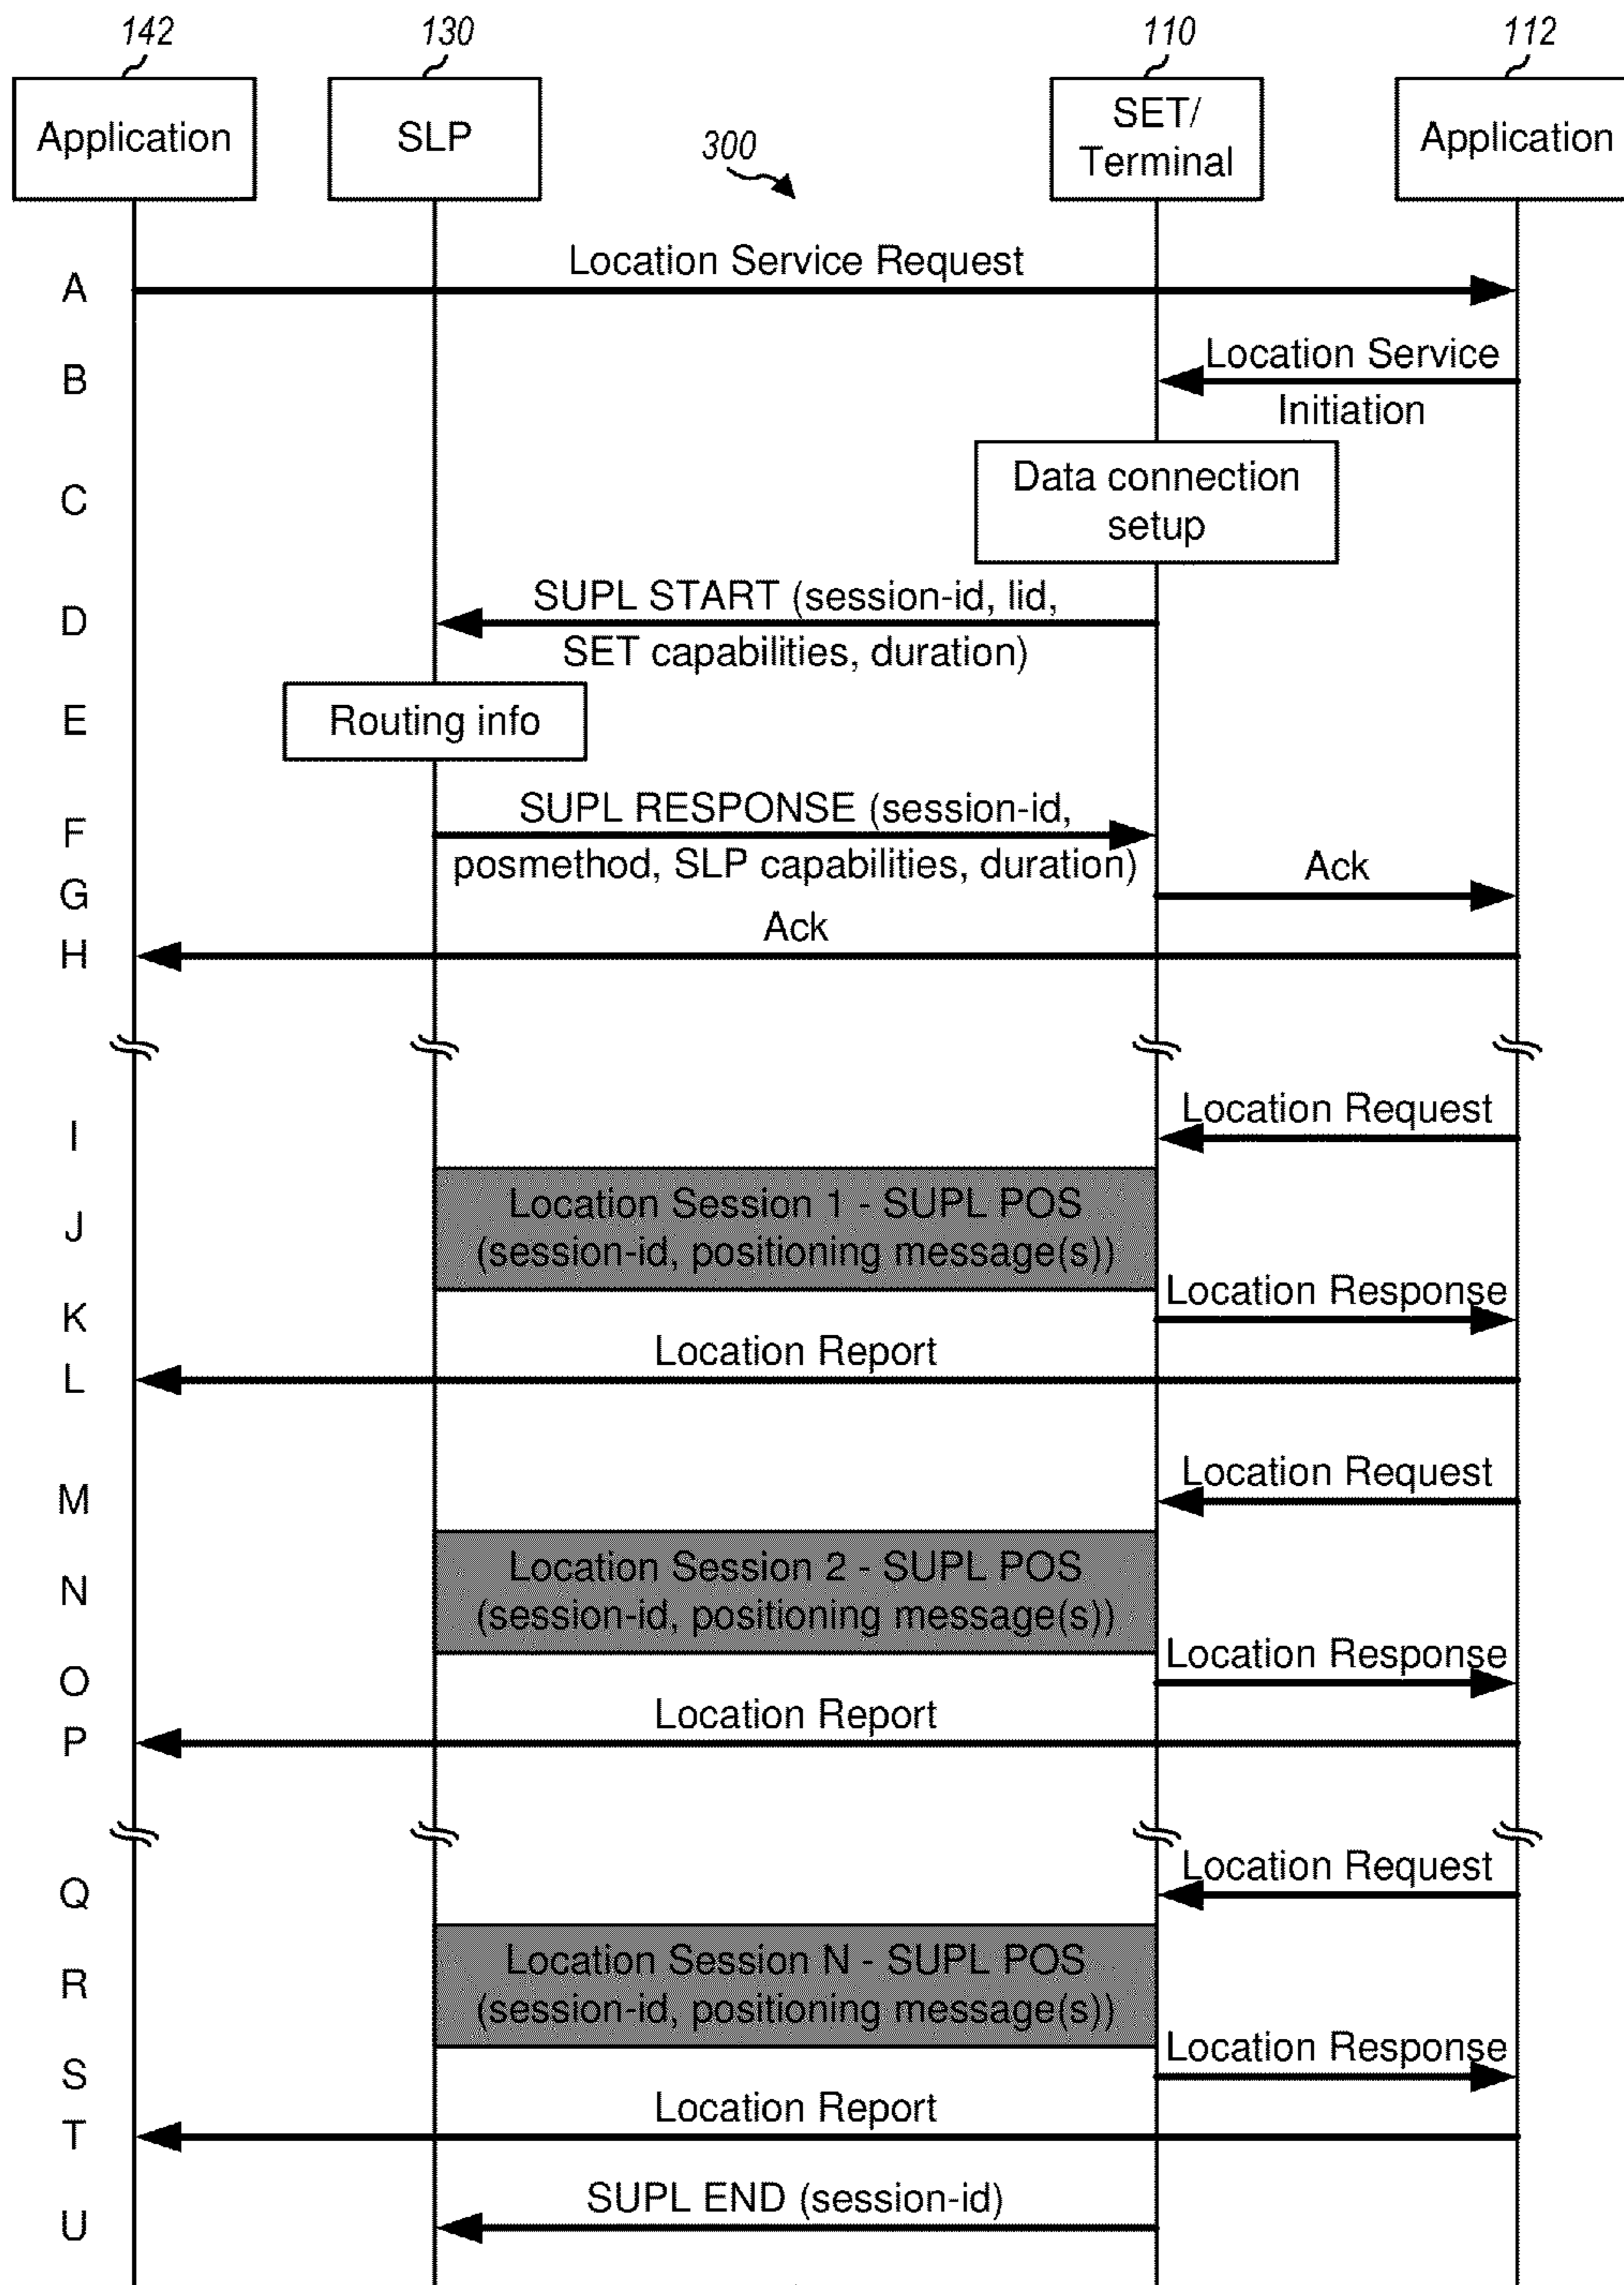 142
130
110
112
Application
SLP
SET/
Terminal
Application
300
A
Location Service Request
B
Location Service
Initiation
C
Data connection
setup
D
SUPL START (session-id, lid,
SET capabilities, duration)
E
Routing info
F
SUPL RESPONSE (session-id,
posmethod, SLP capabilities, duration)
G
Ack
H
Ack
I
Location Request
J
Location Session 1 - SUPL POS
(session-id, positioning message(s))
K
Location Response
L
Location Report
M
Location Request
N
Location Session 2 - SUPL POS
(session-id, positioning message(s))
O
Location Response
P
Location Report
Q
Location Request
R
Location Session N - SUPL POS
(session-id, positioning message(s))
S
Location Response
T
Location Report
U
SUPL END (session-id)